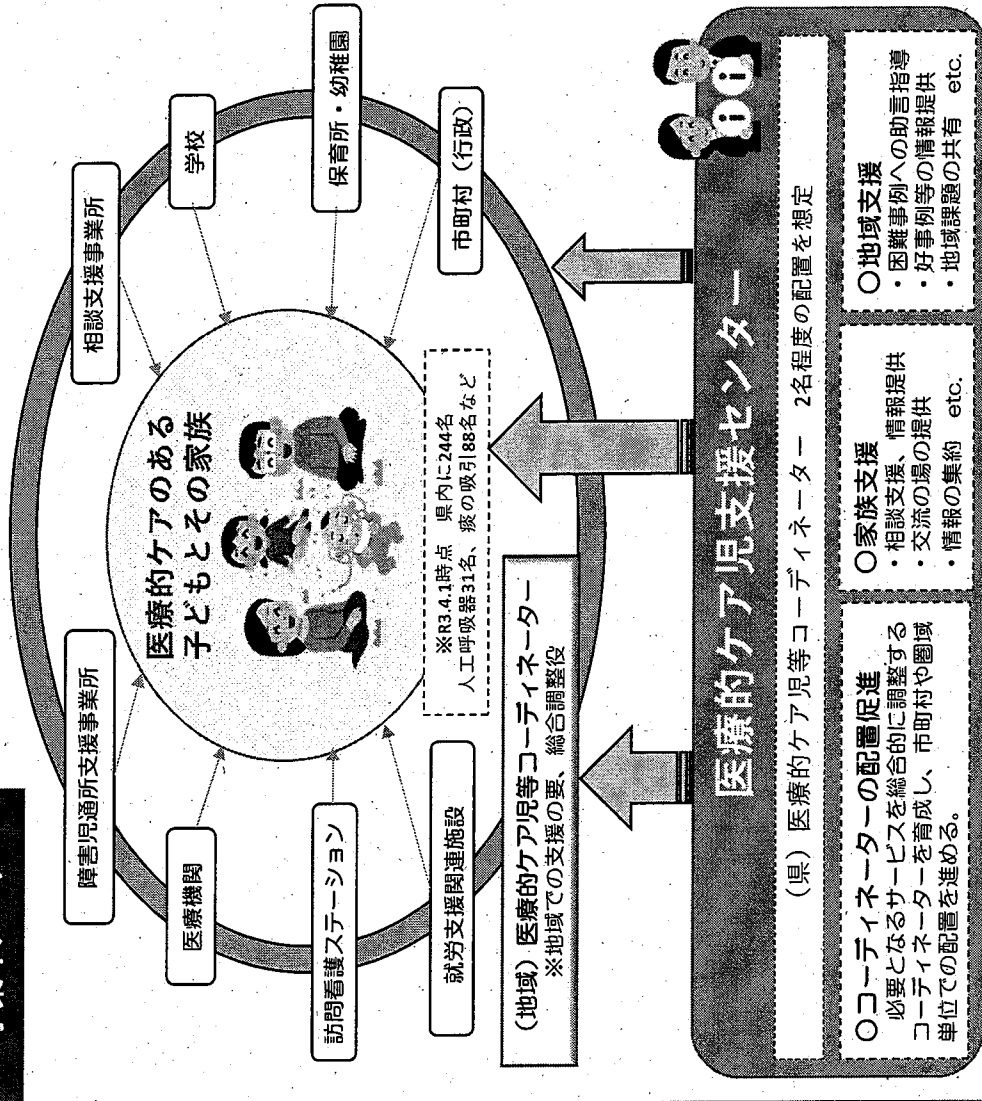 障害児通所支援事業所
相談支援事業所
医療機関
学校
訪問看護ステーション
保育所・幼稚園
就労支援関連施設
市町村（行政）
医療的ケアのある
子どもとその家族
※R3.4.1時点　県内に244名
人工呼吸器31名、痰の吸引88名など
（地域）医療的ケア児等コーディネーター
※地域での支援の要、総合調整役
医療的ケア児支援センター
（県）医療的ケア児等コーディネーター　2名程度の配置を想定
〇コーディネーターの配置促進
必要となるサービスを総合的に調整する
コーディネーターを育成し、市町村や圏域
単位での配置を進める。
〇家族支援
・相談支援、情報提供
・交流の場の提供
・情報の集約　etc.
〇地域支援
・困難事例への助言指導
・好事例等の情報提供
・地域課題の共有　etc.